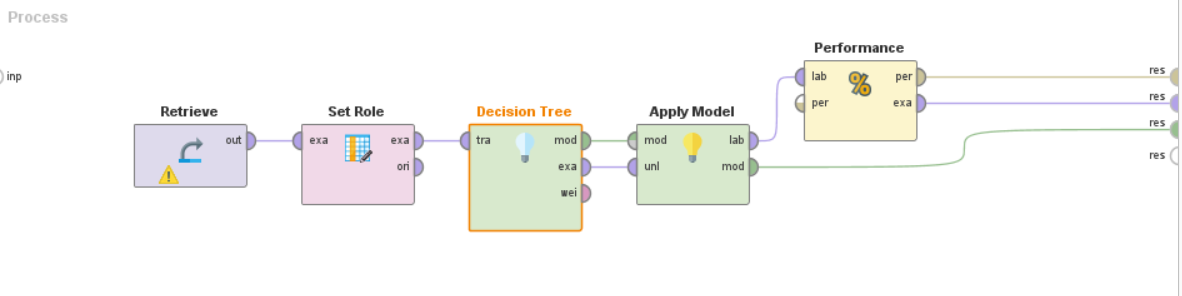 Process
inp
Retrieve
out
Set Role
exa exa
ori
Decision Tree
tra mod
exa
wei
Apply Model
mod lab
unl mod
Performance
lab per
per exa
res
res
res
res